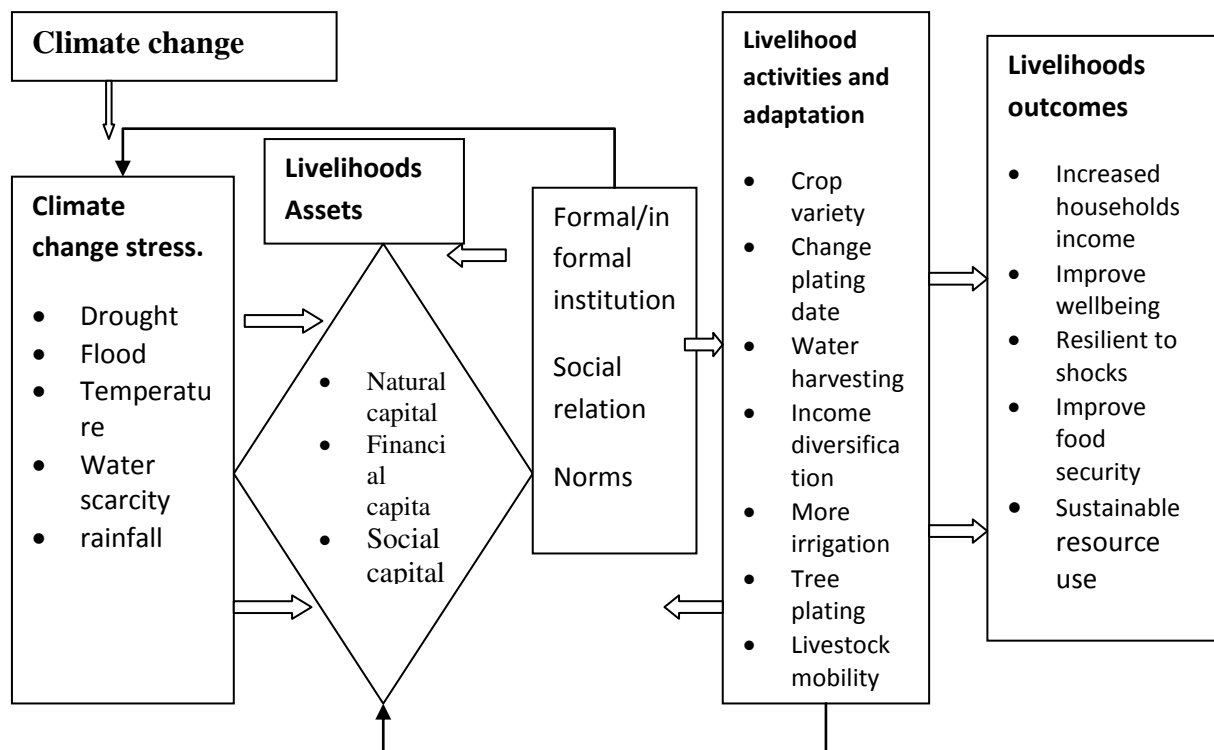 Climate change
Climate
change stress.
• Drought
• Flood
• Temperatu
re
• Water
scarcity
• rainfall
Livelihoods
Assets
• Natural
capital
• Financi
al
capita
• Social
capital
Formal/in
formal
institution
Social
relation
Norms
Livelihood
activities and
adaptation
• Crop
variety
• Change
plating
date
• Water
harvesting
• Income
diversifica
tion
• More
irrigation
• Tree
plating
• Livestock
mobility
Livelihoods
outcomes
• Increased
households
income
• Improve
wellbeing
• Resilient to
shocks
• Improve
food
security
• Sustainable
resource
use